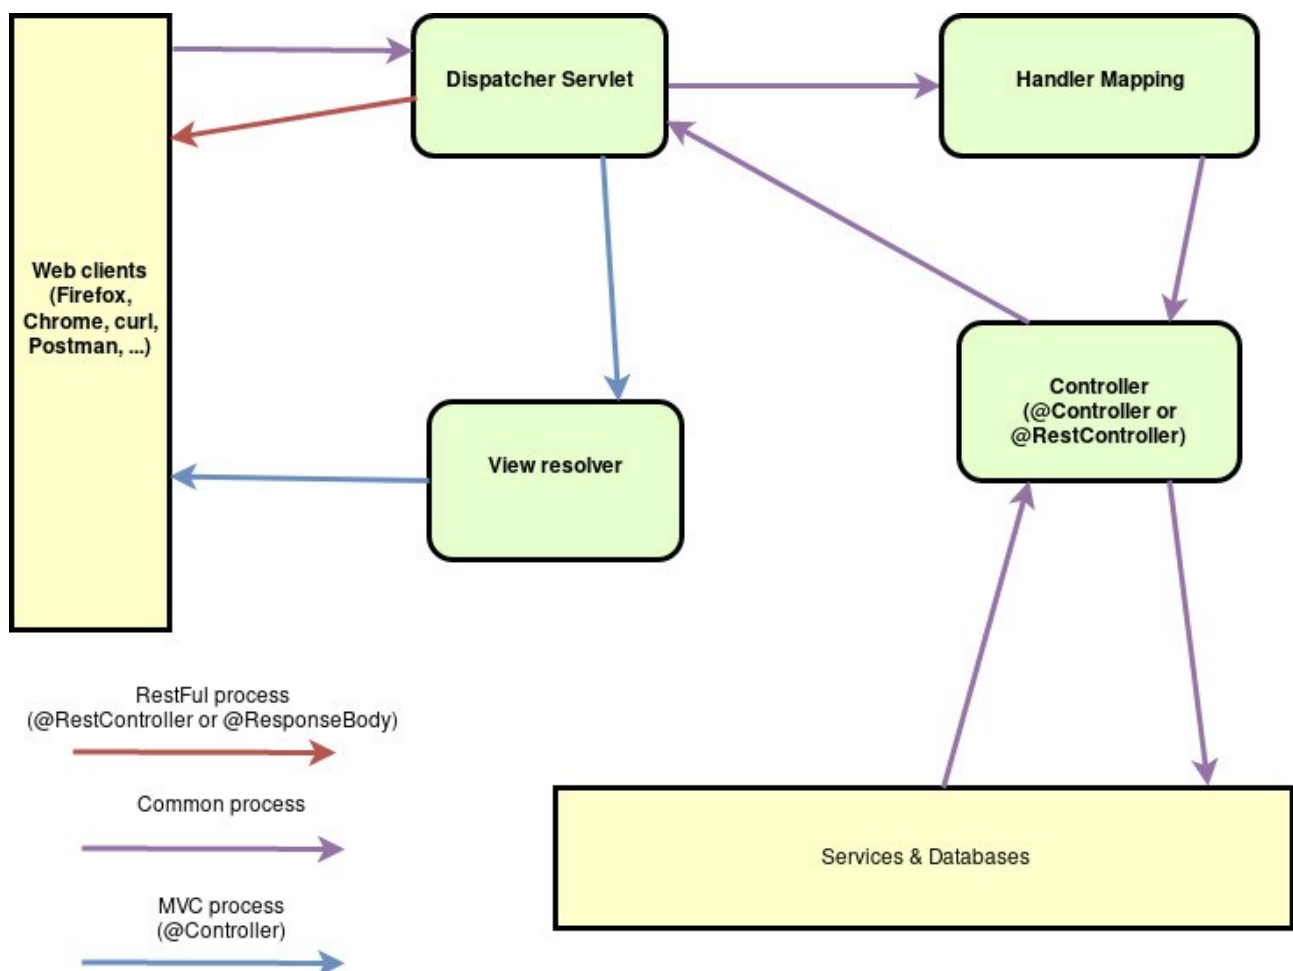 Dispatcher Servlet
Handler Mapping
Web clients
(Firefox,
Chrome, curl,
Postman, ...)
Controller
(@Controller or
@RestController)
View resolver
RestFul process
(@RestController or @ResponseBody)
Common process
Services & Databases
MVC process
(@Controller)